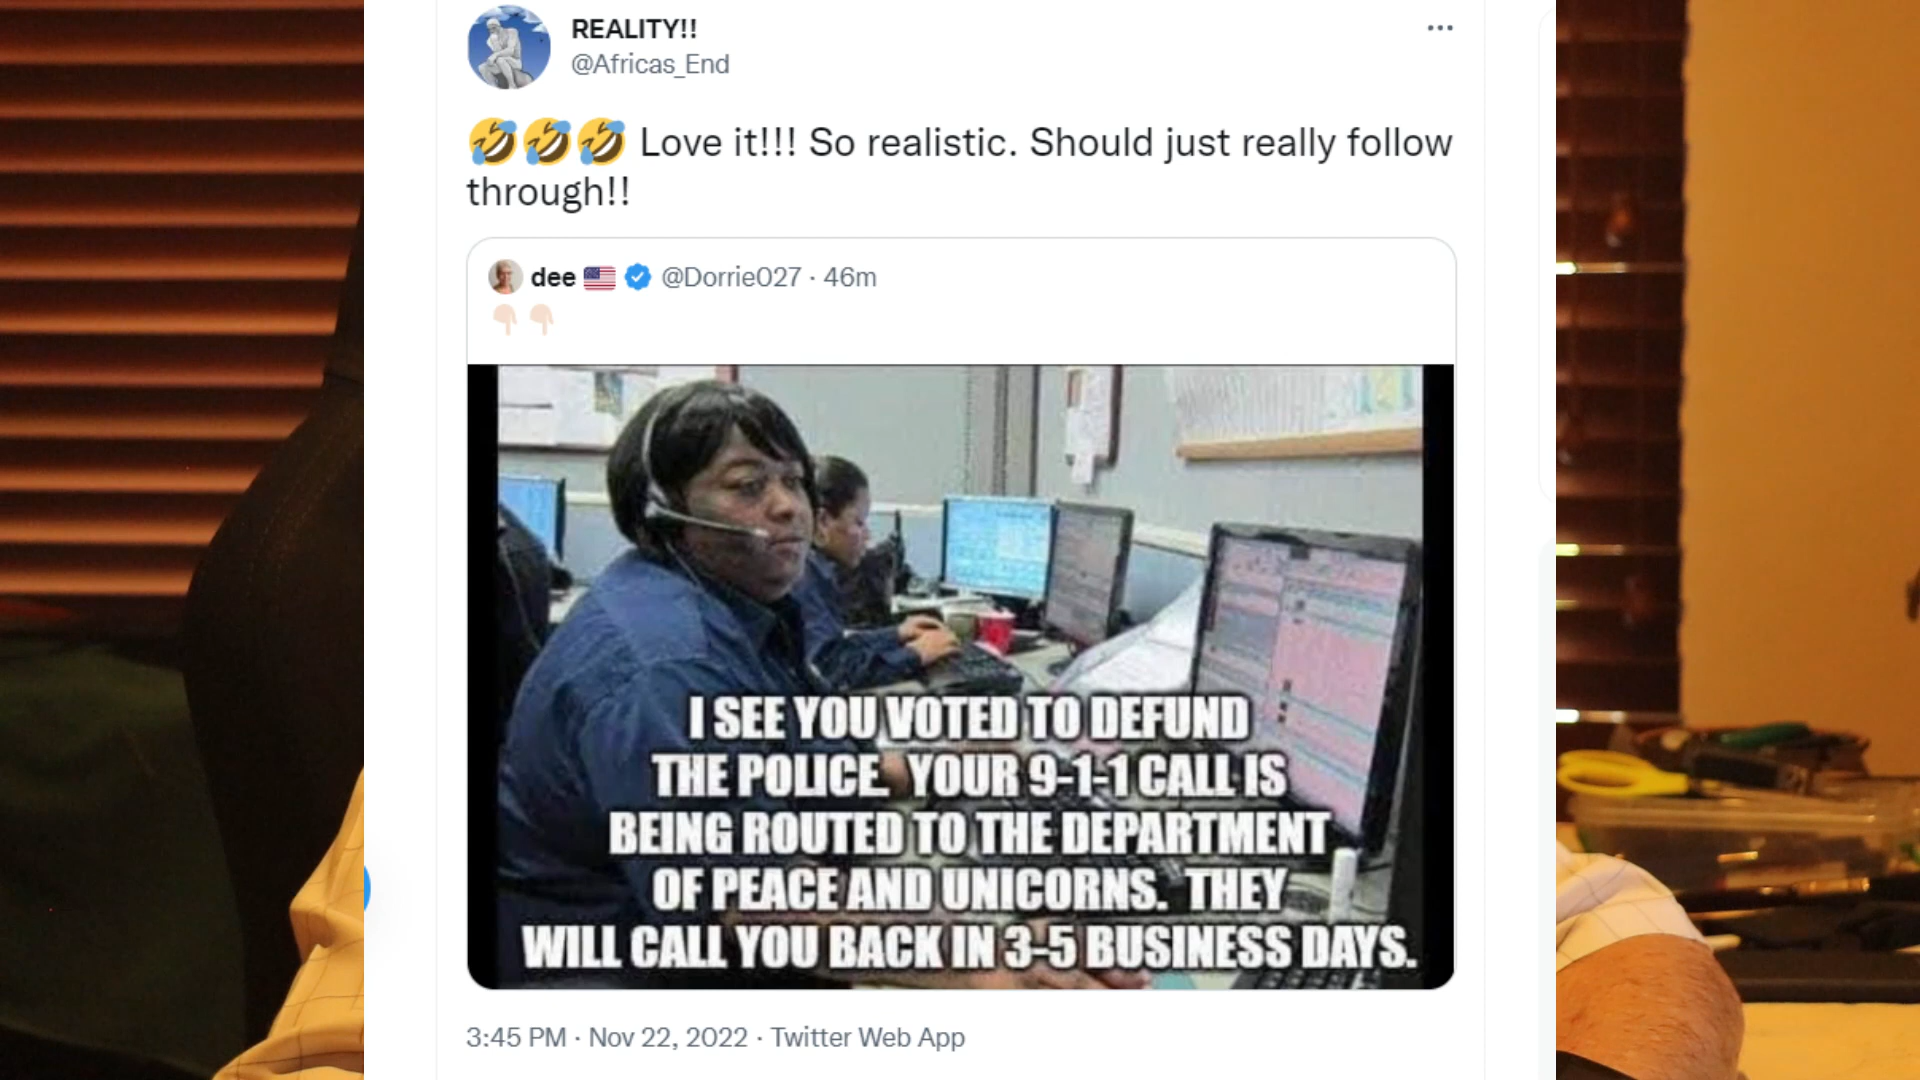 REALITY!!
@Africas_End
🤣🤣🤣 Love it!!! So realistic. Should just really follow
through!!
dee 🇺🇸 @Dorrie027 · 46m
👇🏻👇🏻
I SEE YOU VOTED TO DEFUND
THE POLICE. YOUR 9-1-1 CALL IS
BEING ROUTED TO THE DEPARTMENT
OF PEACE AND UNICORNS. THEY
WILL CALL YOU BACK IN 3-5 BUSINESS DAYS.
3:45 PM · Nov 22, 2022 · Twitter Web App